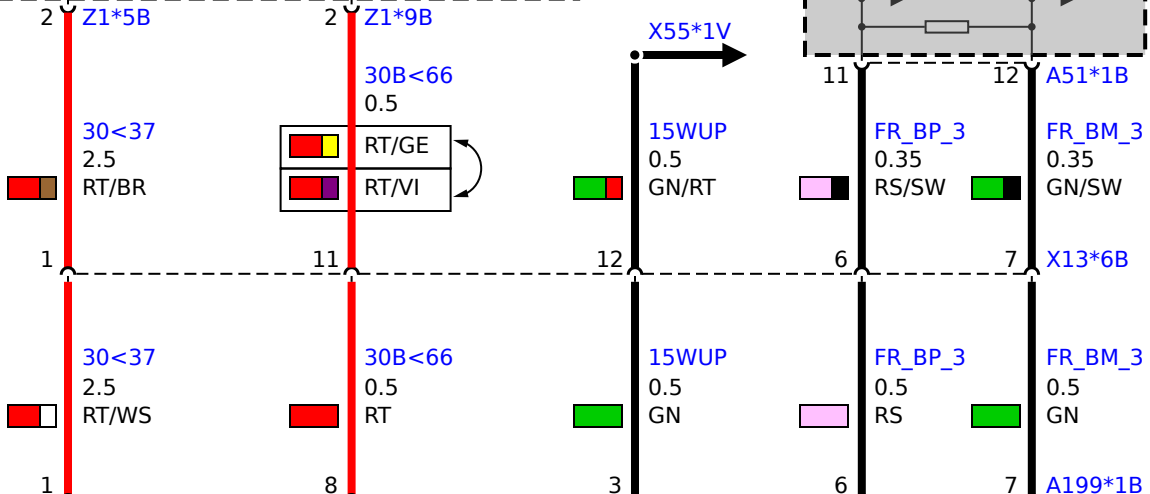 2 Z1*5B 2 Z1*9B
X55*1V
30B<66 11 12 A51*1B
0.5
30<37 RT/GE 15WUP FR_BP_3 FR_BM_3
2.5 0.5 0.35 0.35
RT/BR RT/VI GN/RT RS/SW GN/SW
1 11 12 6 7 X13*6B
30<37 30B<66 15WUP FR_BP_3 FR_BM_3
2.5 0.5 0.5 0.5 0.5
RT/WS RT GN RS GN
1 8 3 6 7 A199*1B